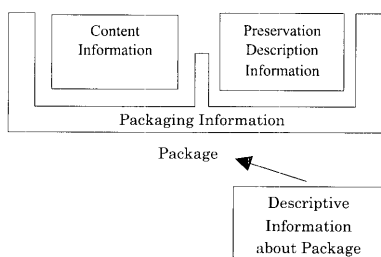 Content
Information
Preservation
Description
Information
Packaging Information
Package
Descriptive
Information
about Package